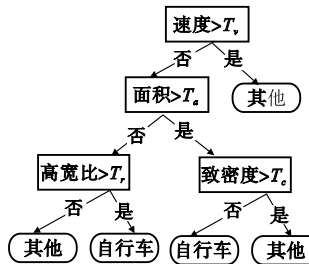 速度>Tv
否 是
面积>Ta 其他
否 是
高宽比>Tr 致密度>Tc
否 是 否 是
其他 自行车 自行车 其他